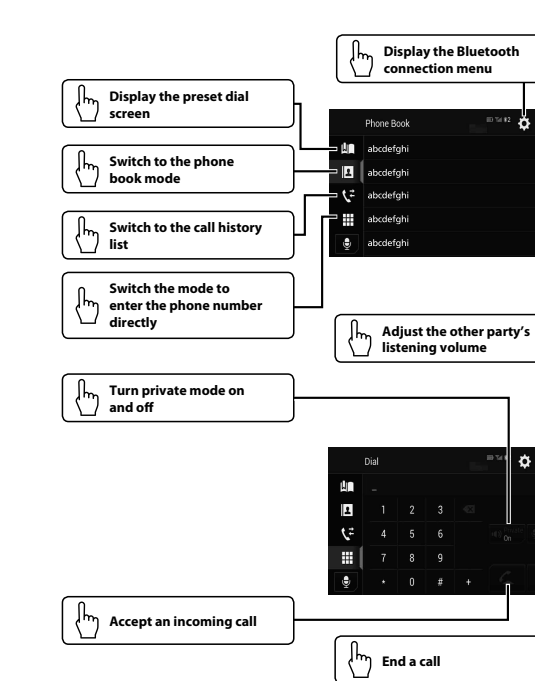 Display the Bluetooth
connection menu
Display the preset dial
screen
Phone Book
abcdefghi
Switch to the phone
book mode
abcdefghi
abcdefghi
Switch to the call history
list
abcdefghi
abcdefghi
Switch the mode to
enter the phone number
directly
Adjust the other party's
listening volume
Turn private mode on
and off
Dial
_
1 2 3
4 5 6
On
7 8 9
* 0 # +
Accept an incoming call
End a call